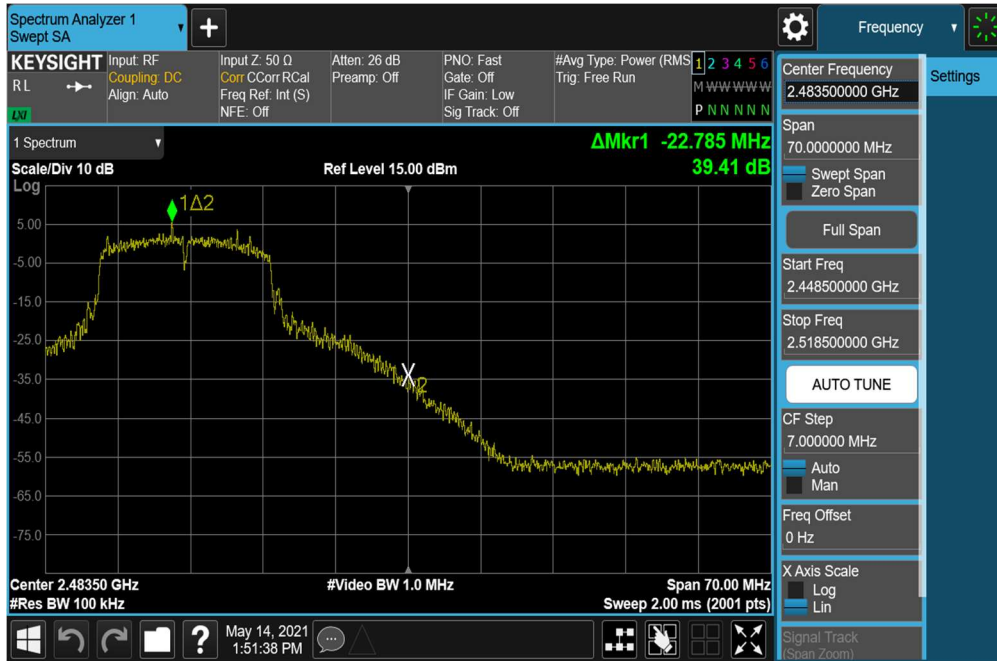 Spectrum Analyzer 1
Swept SA
+
Frequency
KEYSIGHT
RL
LXI
Input: RF
Coupling: DC
Align: Auto
Input Z: 50 Ω
Corr CCorr RCal
Freq Ref: Int (S)
NFE: Off
Atten: 26 dB
Preamp: Off
PNO: Fast
Gate: Off
IF Gain: Low
Sig Track: Off
#Avg Type: Power (RMS
Trig: Free Run
1 2 3 4 5 6
M W W W W W
P N N N N N
1 Spectrum
Scale/Div 10 dB
Log
Ref Level 15.00 dBm
ΔMkr1 -22.785 MHz
39.41 dB
1Δ2
5.00
-5.00
-15.0
-25.0
-35.0
X2
-45.0
-55.0
-65.0
-75.0
Center 2.48350 GHz
#Res BW 100 kHz
#Video BW 1.0 MHz
Span 70.00 MHz
Sweep 2.00 ms (2001 pts)
?
May 14, 2021
1:51:38 PM
Center Frequency
2.483500000 GHz
Settings
Span
70.0000000 MHz
Swept Span
Zero Span
Full Span
Start Freq
2.448500000 GHz
Stop Freq
2.518500000 GHz
AUTO TUNE
CF Step
7.000000 MHz
Auto
Man
Freq Offset
0 Hz
X Axis Scale
Log
Lin
Signal Track
(Span Zoom)